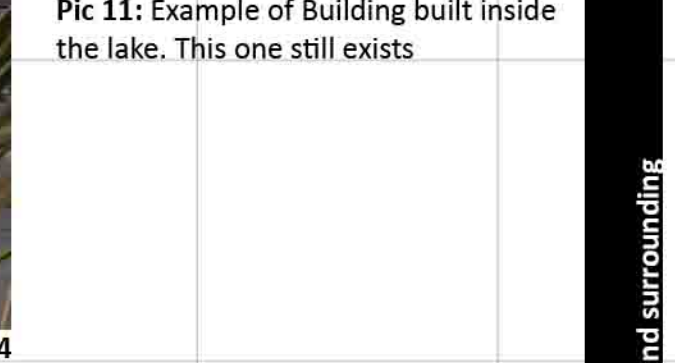 Pic 11: Example of Building built inside
the lake. This one still exists
4
surrounding